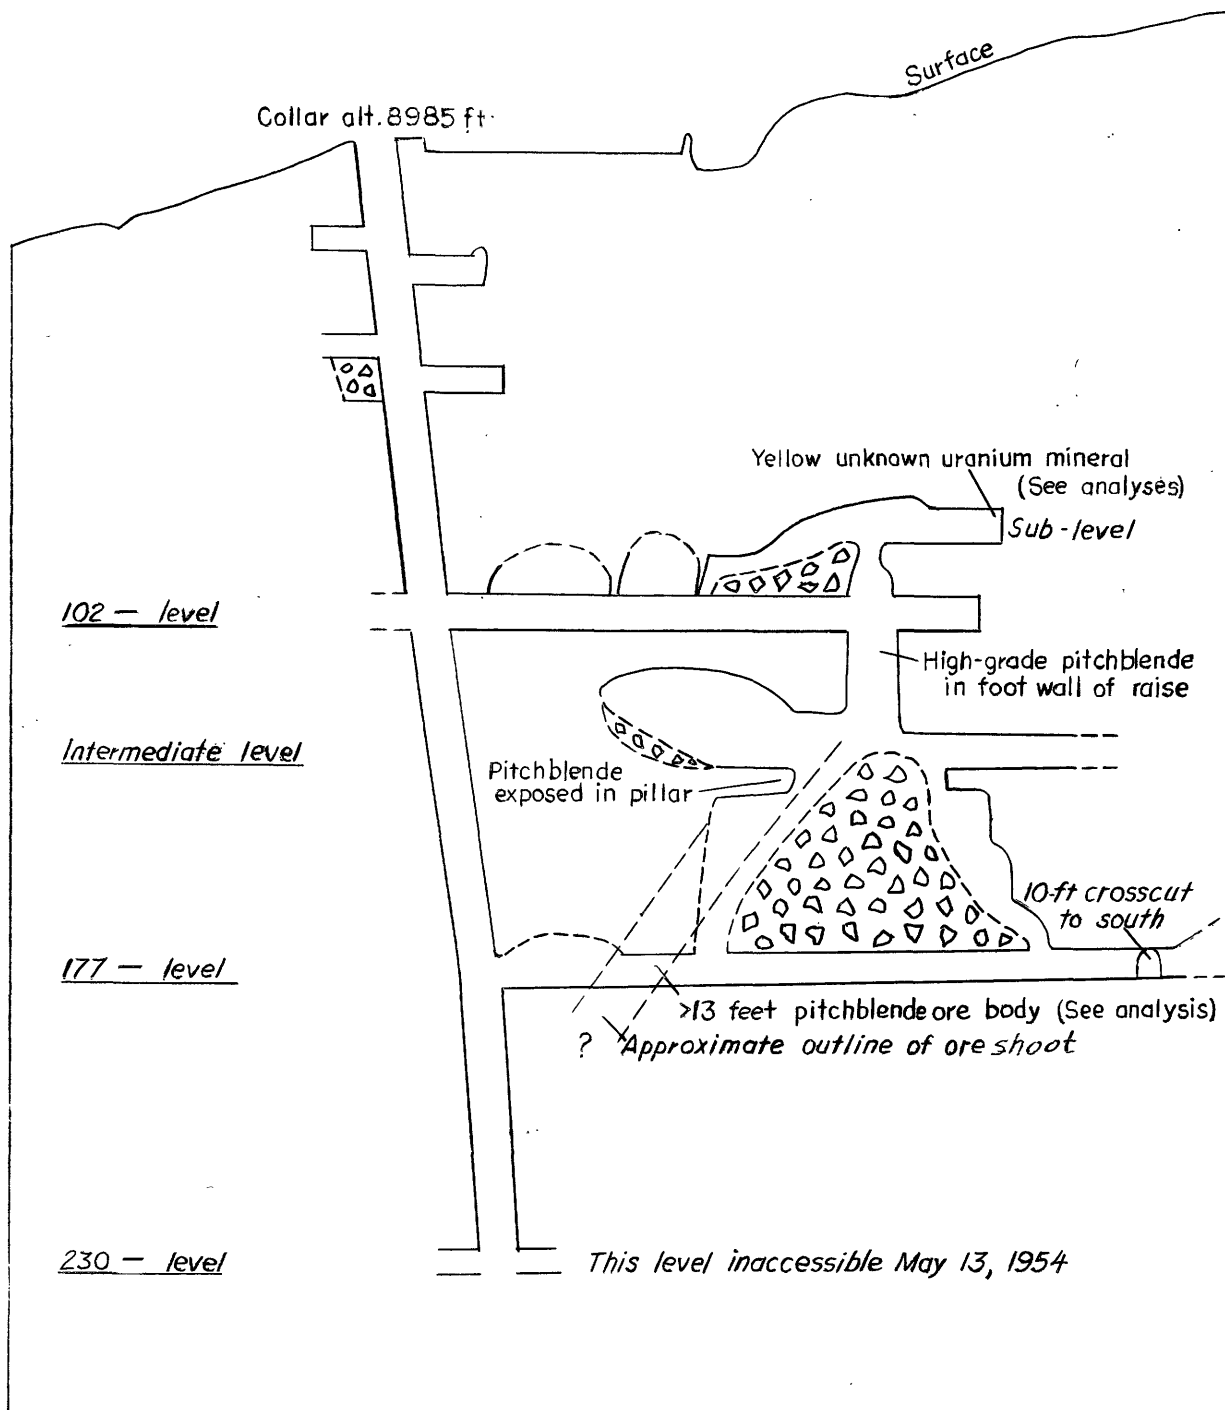 Surface
Collar alt. 8985 ft.
Yellow unknown uranium mineral
(See analyses)
Sub-level
102 - level
High-grade pitchblende
in foot wall of raise
Intermediate level
Pitchblende
exposed in pillar
10-ft crosscut
to south
177 - level
>13 feet pitchblende ore body (See analysis)
? Approximate outline of ore shoot
230 - level
This level inaccessible May 13, 1954